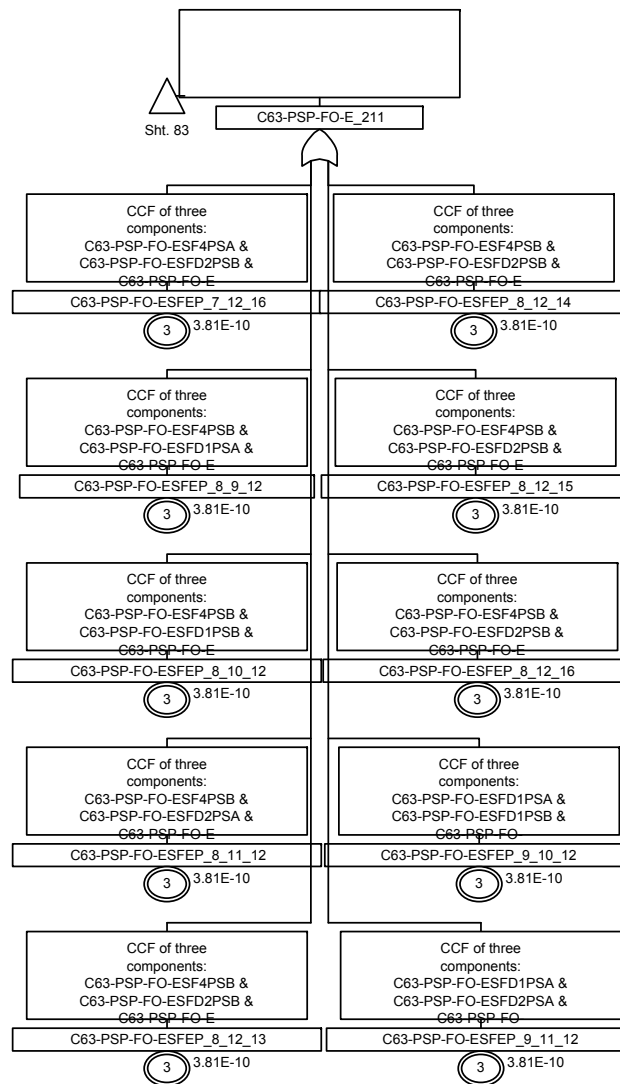 C63-PSP-FO-E_211
Sht. 83
CCF of three
components:
C63-PSP-FO-ESF4PSA &
C63-PSP-FO-ESFD2PSB &
C63-PSP-FO-E
C63-PSP-FO-ESFEP_7_12_16
3
3.81E-10
CCF of three
components:
C63-PSP-FO-ESF4PSB &
C63-PSP-FO-ESFD2PSB &
C63-PSP-FO-E
C63-PSP-FO-ESFEP_8_12_14
3
3.81E-10
CCF of three
components:
C63-PSP-FO-ESF4PSB &
C63-PSP-FO-ESFD1PSA &
C63-PSP-FO-E
C63-PSP-FO-ESFEP_8_9_12
3
3.81E-10
CCF of three
components:
C63-PSP-FO-ESF4PSB &
C63-PSP-FO-ESFD2PSB &
C63-PSP-FO-E
C63-PSP-FO-ESFEP_8_12_15
3
3.81E-10
CCF of three
components:
C63-PSP-FO-ESF4PSB &
C63-PSP-FO-ESFD1PSB &
C63-PSP-FO-E
C63-PSP-FO-ESFEP_8_10_12
3
3.81E-10
CCF of three
components:
C63-PSP-FO-ESF4PSB &
C63-PSP-FO-ESFD2PSB &
C63-PSP-FO-E
C63-PSP-FO-ESFEP_8_12_16
3
3.81E-10
CCF of three
components:
C63-PSP-FO-ESF4PSB &
C63-PSP-FO-ESFD2PSA &
C63-PSP-FO-E
C63-PSP-FO-ESFEP_8_11_12
3
3.81E-10
CCF of three
components:
C63-PSP-FO-ESFD1PSA &
C63-PSP-FO-ESFD1PSB &
C63-PSP-FO-
C63-PSP-FO-ESFEP_9_10_12
3
3.81E-10
CCF of three
components:
C63-PSP-FO-ESF4PSB &
C63-PSP-FO-ESFD2PSB &
C63-PSP-FO-E
C63-PSP-FO-ESFEP_8_12_13
3
3.81E-10
CCF of three
components:
C63-PSP-FO-ESFD1PSA &
C63-PSP-FO-ESFD2PSA &
C63-PSP-FO-
C63-PSP-FO-ESFEP_9_11_12
3
3.81E-10